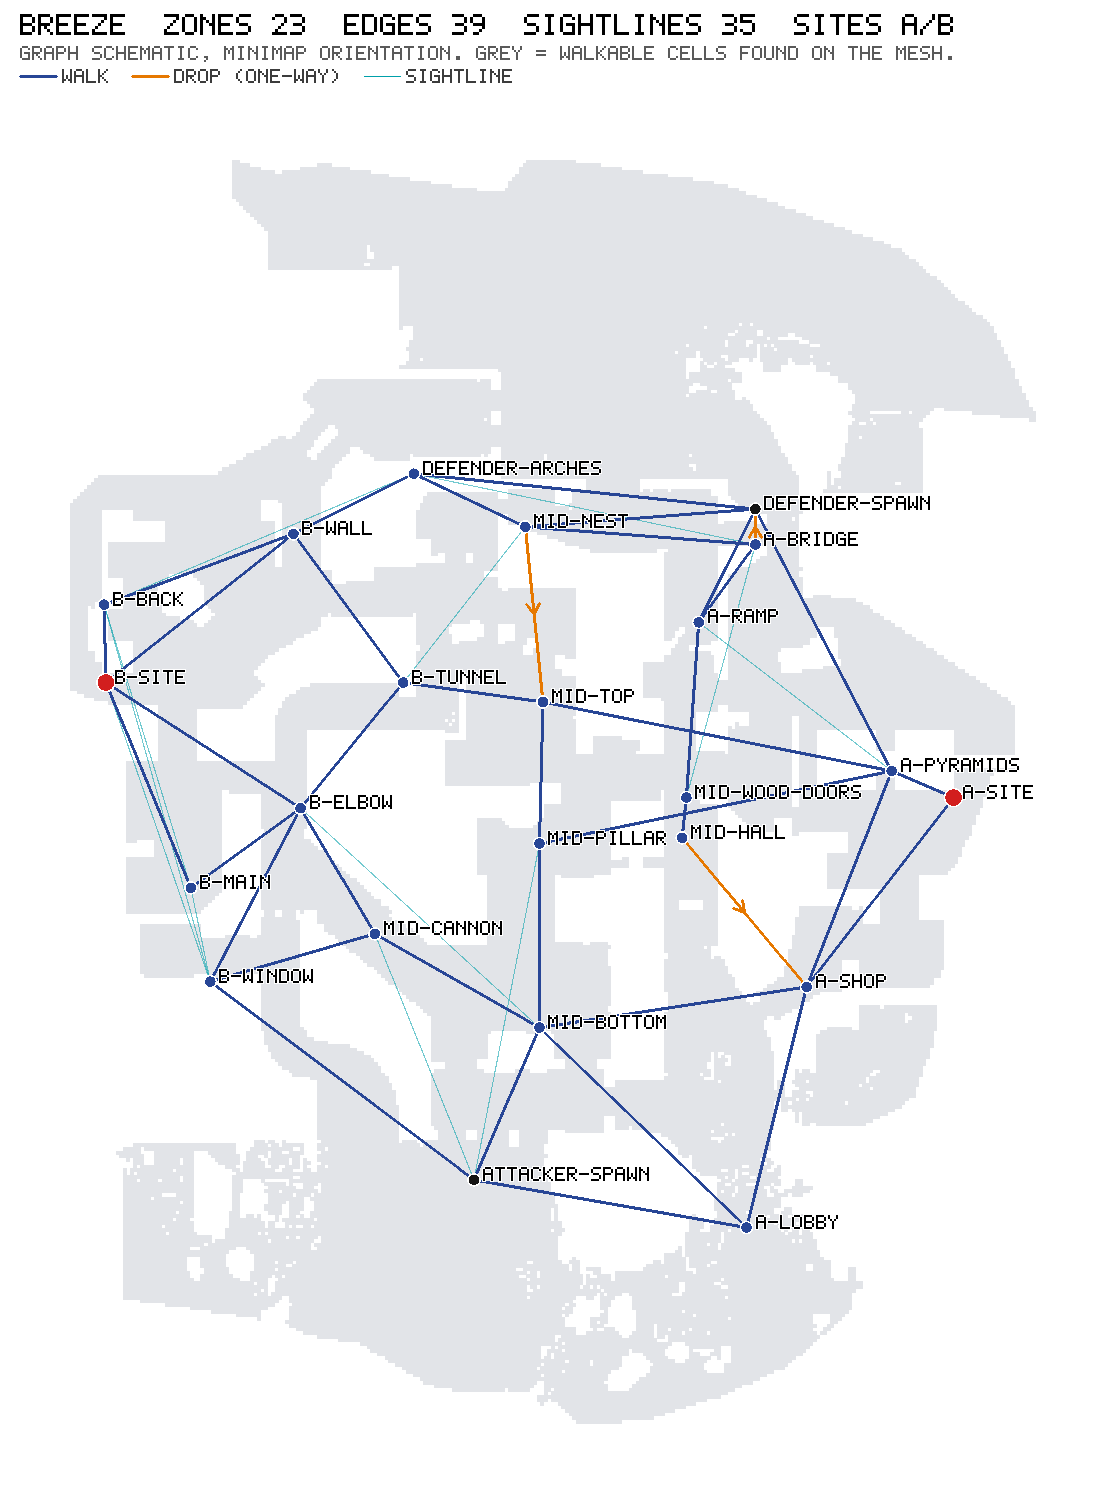 BREEZE  ZONES 23  EDGES 39  SIGHTLINES 35  SITES A/B
GRAPH SCHEMATIC, MINIMAP ORIENTATION. GREY = WALKABLE CELLS FOUND ON THE MESH.
WALK  DROP (ONE-WAY)  SIGHTLINE
DEFENDER-ARCHES
DEFENDER-SPAWN
MID-NEST
B-WALL
A-BRIDGE
B-BACK
A-RAMP
B-SITE
B-TUNNEL
MID-TOP
A-PYRAMIDS
MID-WOOD-DOORS
A-SITE
B-ELBOW
MID-HALL
MID-PILLAR
B-MAIN
MID-CANNON
B-WINDOW
A-SHOP
MID-BOTTOM
ATTACKER-SPAWN
A-LOBBY